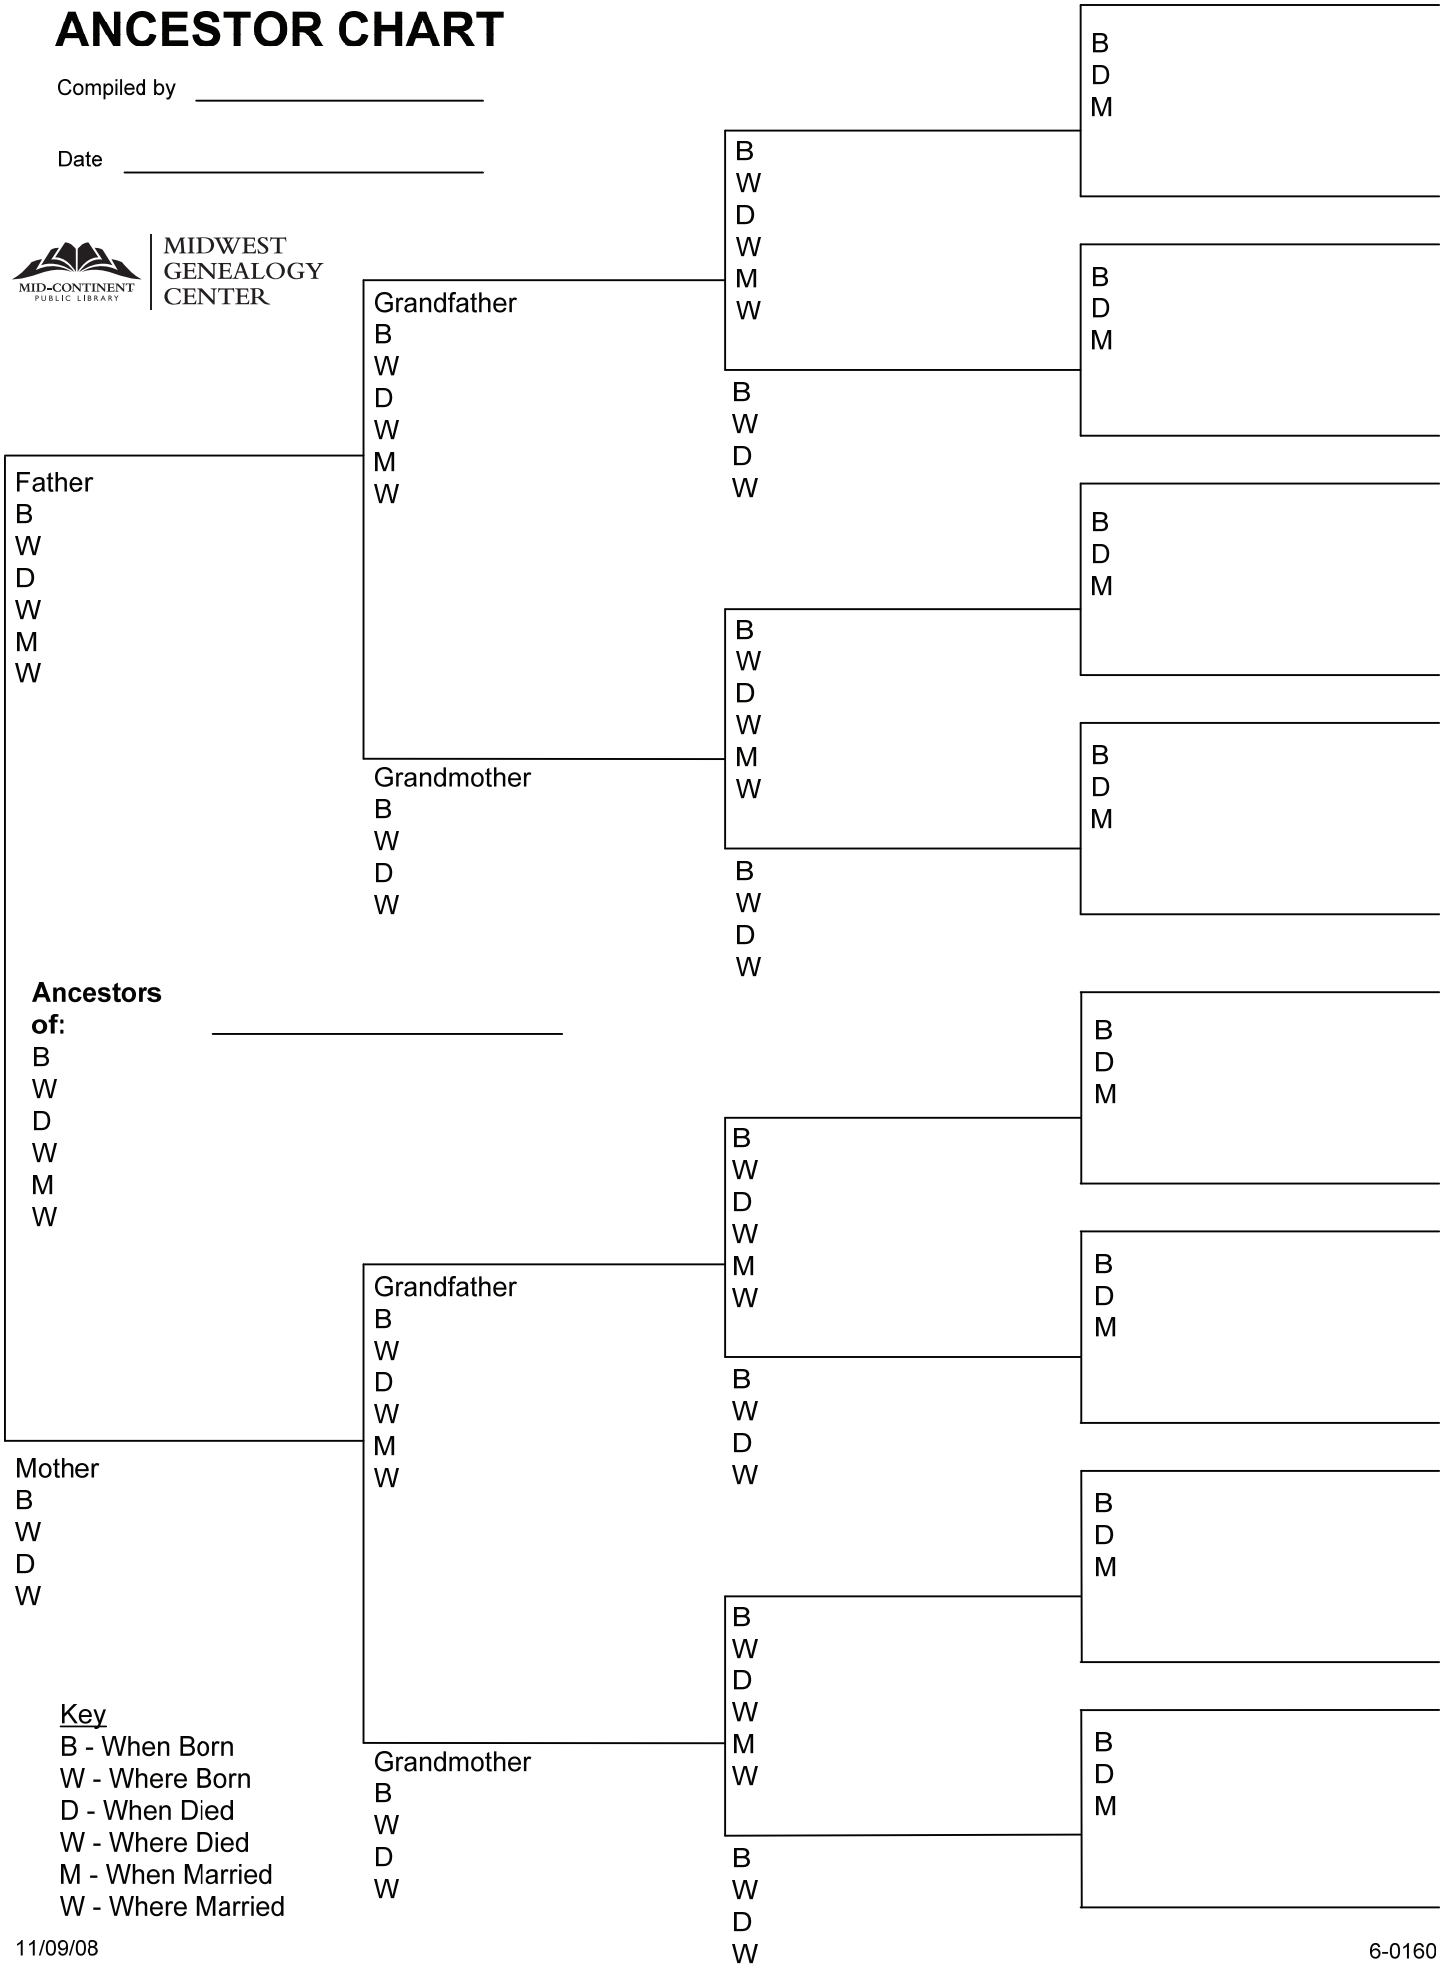 ANCESTOR CHART
Compiled by
Date
MID-CONTINENT
PUBLIC LIBRARY
MIDWEST
GENEALOGY
CENTER
Father
B
W
D
W
M
W
Ancestors
of:
B
W
D
W
M
W
Mother
B
W
D
W
Key
B - When Born
W - Where Born
D - When Died
W - Where Died
M - When Married
W - Where Married
11/09/08
Grandfather
B
W
D
W
M
W
Grandmother
B
W
D
W
Grandfather
B
W
D
W
M
W
Grandmother
B
W
D
W
B
W
D
W
M
W
B
W
D
W
B
W
D
W
M
W
B
W
D
W
B
W
D
W
M
W
B
W
D
W
B
W
D
W
M
W
B
W
D
W
B
D
M
B
D
M
B
D
M
B
D
M
B
D
M
B
D
M
B
D
M
B
D
M
6-0160